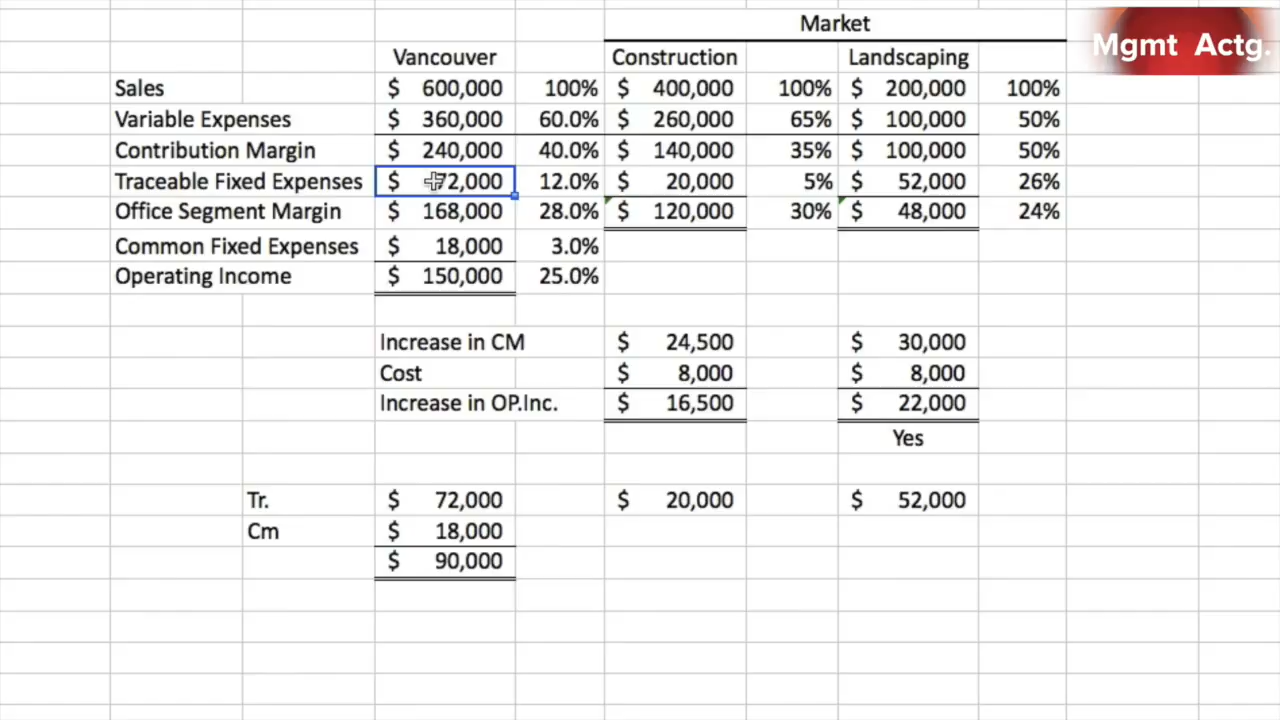 Market
Mgmt Actg.
Vancouver Construction Landscaping
Sales $ 600,000 100% $ 400,000 100% $ 200,000 100%
Variable Expenses $ 360,000 60.0% $ 260,000 65% $ 100,000 50%
Contribution Margin $ 240,000 40.0% $ 140,000 35% $ 100,000 50%
Traceable Fixed Expenses $ 72,000 12.0% $ 20,000 5% $ 52,000 26%
Office Segment Margin $ 168,000 28.0% $ 120,000 30% $ 48,000 24%
Common Fixed Expenses $ 18,000 3.0%
Operating Income $ 150,000 25.0%
Increase in CM $ 24,500 $ 30,000
Cost $ 8,000 $ 8,000
Increase in OP.Inc. $ 16,500 $ 22,000
Yes
Tr. $ 72,000 $ 20,000 $ 52,000
Cm $ 18,000
$ 90,000